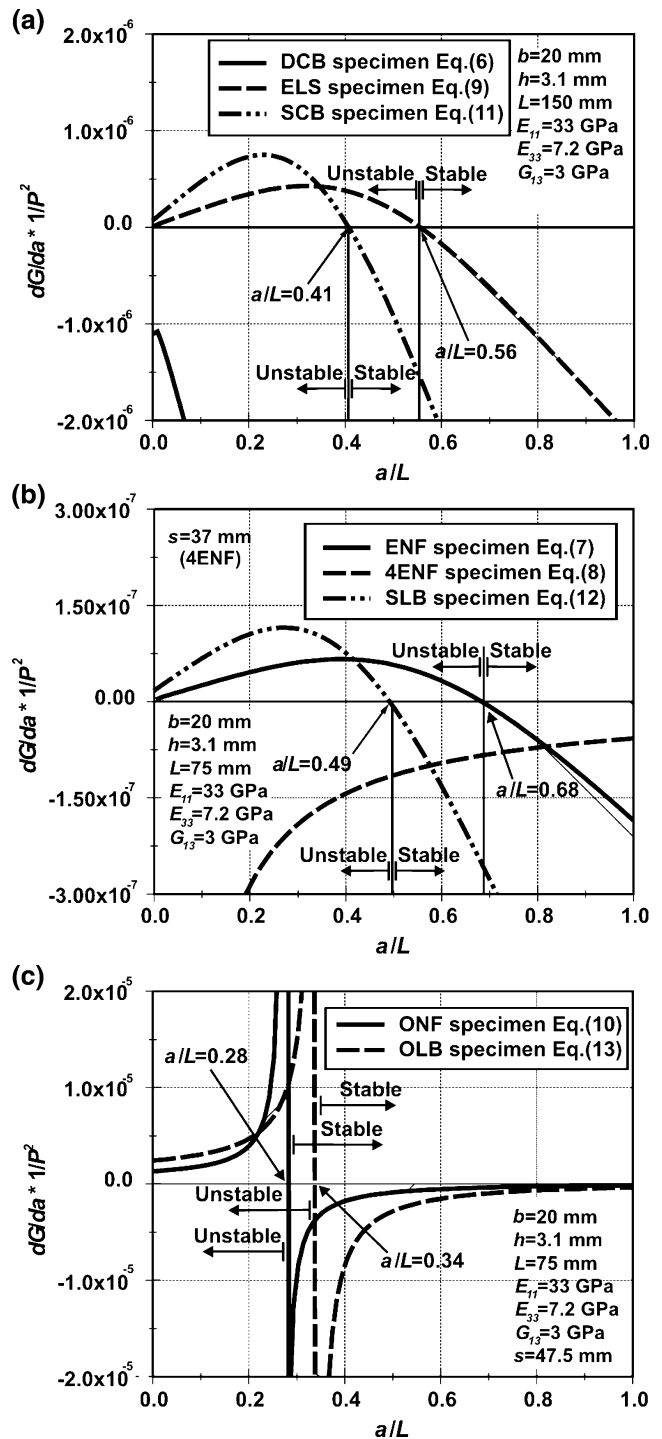 (a)
2.0x10⁻⁶
1.0x10⁻⁶
0.0
-1.0x10⁻⁶
-2.0x10⁻⁶
dG/da* 1/P²
DCB specimen Eq.(6)
ELS specimen Eq.(9)
SCB specimen Eq.(11)
b=20 mm
h=3.1 mm
L=150 mm
E₁₁=33 GPa
E₃₃=7.2 GPa
G₁₃=3 GPa
Unstable Stable
a/L=0.41
a/L=0.56
Unstable Stable
0.0 0.2 0.4 0.6 0.8 1.0
a/L
(b)
3.00x10⁻⁷
1.50x10⁻⁷
0.00
-1.50x10⁻⁷
-3.00x10⁻⁷
dG/da* 1/P²
s=37 mm
(4ENF)
ENF specimen Eq.(7)
4ENF specimen Eq.(8)
SLB specimen Eq.(12)
Unstable Stable
b=20 mm
h=3.1 mm
L=75 mm
E₁₁=33 GPa
E₃₃=7.2 GPa
G₁₃=3 GPa
a/L=0.49
a/L=0.68
Unstable Stable
0.0 0.2 0.4 0.6 0.8 1.0
a/L
(c)
2.0x10⁻⁵
1.0x10⁻⁵
0.0
-1.0x10⁻⁵
-2.0x10⁻⁵
dG/da* 1/P²
ONF specimen Eq.(10)
OLB specimen Eq.(13)
a/L=0.28
Stable
Stable
Unstable
Unstable
a/L=0.34
b=20 mm
h=3.1 mm
L=75 mm
E₁₁=33 GPa
E₃₃=7.2 GPa
G₁₃=3 GPa
s=47.5 mm
0.0 0.2 0.4 0.6 0.8 1.0
a/L